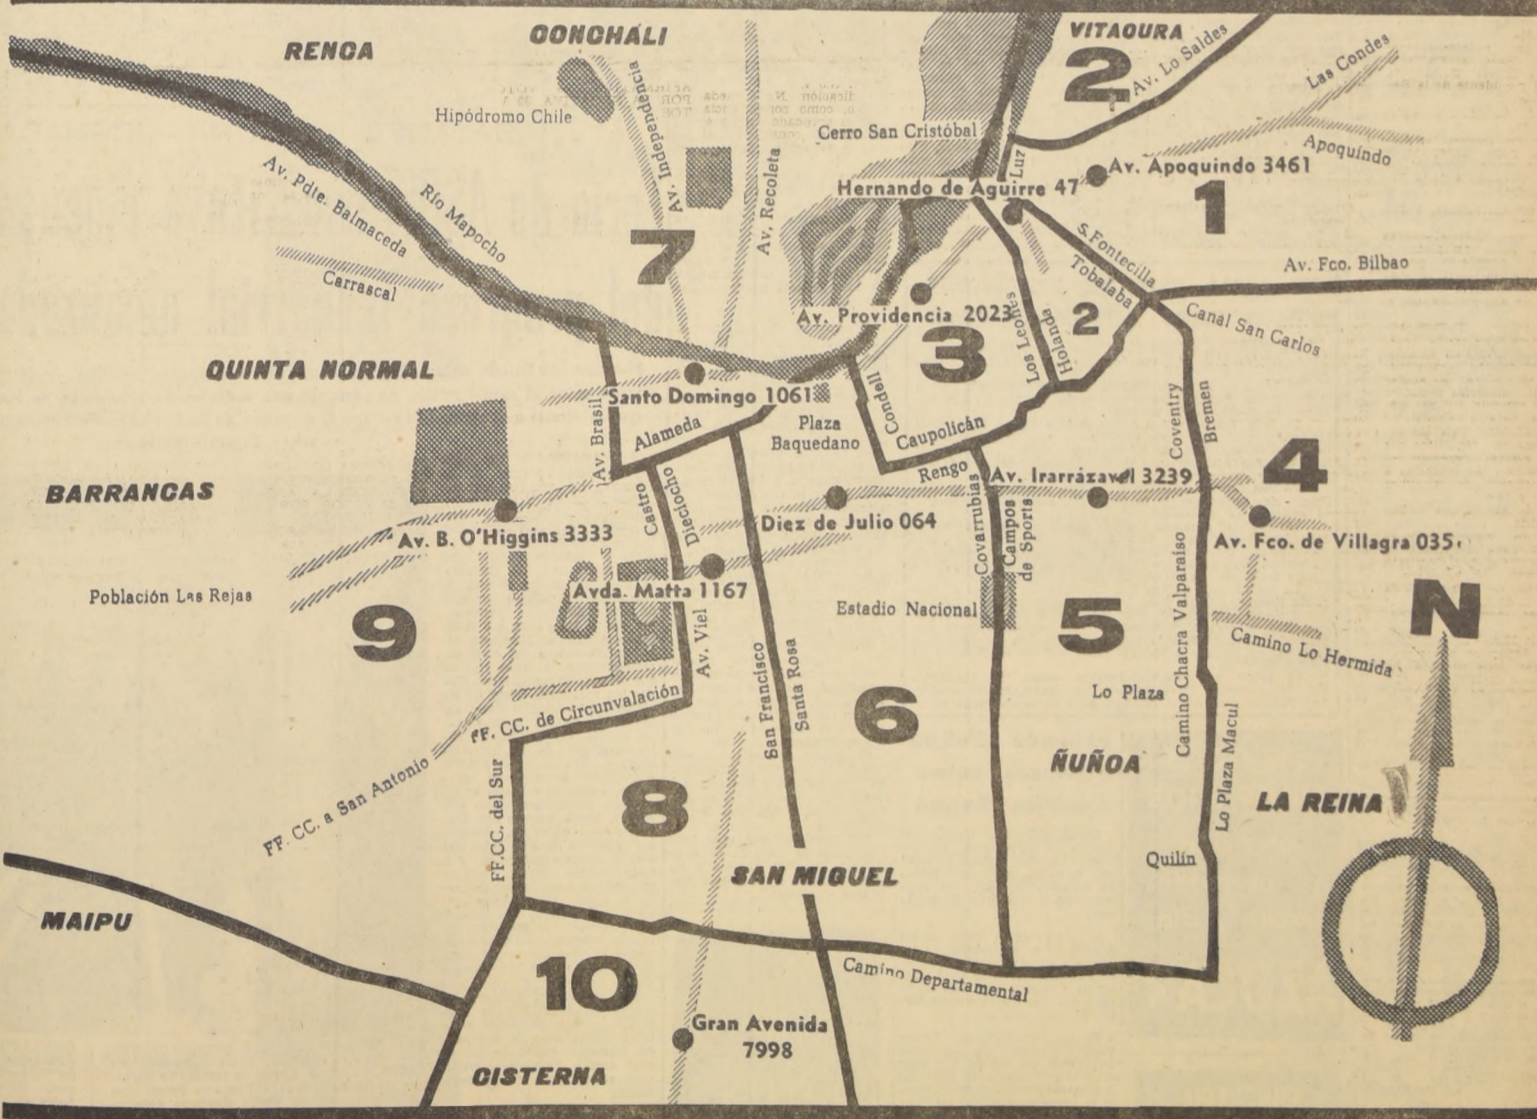 RENCA
CONCHALI
VITACURA
2
Av. Lo Saldes
Las Condes
Apoquindo
Hipódromo Chile
Av. Independencia
Av. Recoleta
Cerro San Cristóbal
Luz
Av. Apoquindo 3461
Hernando de Aguirre 47
1
Av. Pdte. Balmaceda
Río Mapocho
Carrascal
7
S. Fontecilla
Tobalaba
Av. Fco. Bilbao
Canal San Carlos
Av. Providencia 2023
3
Los Leones
Holanda
2
QUINTA NORMAL
Santo Domingo 1061
Av. Brasil
Alameda
Plaza
Baquedano
Condell
Caupolicán
Rengo
Coventry
Bremen
BARRANCAS
Castro
Dieciocho
Av. Irarrázaval 3239
4
Av. B. O'Higgins 3333
Diez de Julio 064
Covarrubias
Campos
de Sports
Av. Fco. de Villagra 035
Población Las Rejas
Avda. Matta 1167
Estadio Nacional
9
Av. Viel
San Francisco
Santa Rosa
6
5
Camino Chacra Valparaíso
Camino Lo Hermida
N
FF. CC. de Circunvalación
Lo Plaza
ÑUÑOA
Lo Plaza Macul
LA REINA
FF. CC. a San Antonio
FF.CC. del Sur
8
SAN MIGUEL
Quilín
MAIPU
10
Camino Departamental
Gran Avenida
7998
CISTERNA